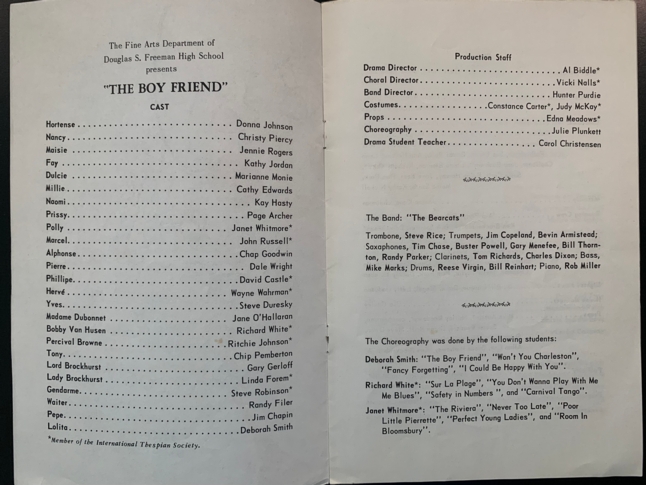 The Fine Arts Department of
Douglas S. Freeman High School
presents
"THE BOY FRIEND"
CAST
Hortense . . . . . . . . . . . . . . . . . . . . . . . . . . Donna Johnson
Nancy . . . . . . . . . . . . . . . . . . . . . . . . . . Christy Piercy
Maisie . . . . . . . . . . . . . . . . . . . . . . . . . . Jennie Rogers
Fay . . . . . . . . . . . . . . . . . . . . . . . . . . Kathy Jordan
Dulcie . . . . . . . . . . . . . . . . . . . . . . . . . . Marianne Monie
Millie . . . . . . . . . . . . . . . . . . . . . . . . . . Cathy Edwards
Naomi . . . . . . . . . . . . . . . . . . . . . . . . . . Kay Hasty
Prissy . . . . . . . . . . . . . . . . . . . . . . . . . . Page Archer
Polly . . . . . . . . . . . . . . . . . . . . . . . . . . Janet Whitmore*
Marcel . . . . . . . . . . . . . . . . . . . . . . . . . . John Russell*
Alphonse . . . . . . . . . . . . . . . . . . . . . . . . . . Chap Goodwin
Pierre . . . . . . . . . . . . . . . . . . . . . . . . . . Dale Wright
Phillipe . . . . . . . . . . . . . . . . . . . . . . . . . . David Castle*
Hervé . . . . . . . . . . . . . . . . . . . . . . . . . . Wayne Wahrman*
Yves . . . . . . . . . . . . . . . . . . . . . . . . . . Steve Duresky
Madame Dubonnet . . . . . . . . . . . . . . . . . . Jane O'Hallaran
Bobby Van Husen . . . . . . . . . . . . . . . . . . Richard White*
Percival Browne . . . . . . . . . . . . . . . . . . Ritchie Johnson*
Tony . . . . . . . . . . . . . . . . . . . . . . . . . . Chip Pemberton
Lord Brockhurst . . . . . . . . . . . . . . . . . . Gary Gerloff
Lady Brockhurst . . . . . . . . . . . . . . . . . . Linda Forem*
Gendarme . . . . . . . . . . . . . . . . . . . . . . Steve Robinson*
Waiter . . . . . . . . . . . . . . . . . . . . . . . . . . Randy Filer
Pepe . . . . . . . . . . . . . . . . . . . . . . . . . . Jim Chapin
Lolita . . . . . . . . . . . . . . . . . . . . . . . . . . Deborah Smith
*Member of the International Thespian Society.
Production Staff
Drama Director . . . . . . . . . . . . . . . . . . Al Biddle*
Choral Director . . . . . . . . . . . . . . . . . . Vicki Nalls*
Band Director . . . . . . . . . . . . . . . . . . Hunter Purdie
Costumes . . . . . . . . . . Constance Carter*, Judy McKay*
Props . . . . . . . . . . . . . . . . . . . . . . Edna Meadows*
Choreography . . . . . . . . . . . . . . . . . . Julie Plunkett
Drama Student Teacher . . . . . . . . . . . . Carol Christensen
The Band: "The Bearcats"
Trombone, Steve Rice; Trumpets, Jim Copeland, Bevin Armistead;
Saxophones, Tim Chase, Buster Powell, Gary Menefee, Bill Thorn-
ton, Randy Parker; Clarinets, Tom Richards, Charles Dixon; Bass,
Mike Marks; Drums, Reese Virgin, Bill Reinhart; Piano, Rob Miller
The Choreography was done by the following students:
Deborah Smith: "The Boy Friend", "Won't You Charleston",
"Fancy Forgetting", "I Could Be Happy With You".
Richard White*: "Sur La Plage", "You Don't Wanna Play With Me
Me Blues", "Safety in Numbers ", and "Carnival Tango".
Janet Whitmore*: "The Riviera", "Never Too Late", "Poor
Little Pierrette", "Perfect Young Ladies", and "Room In
Bloomsbury".